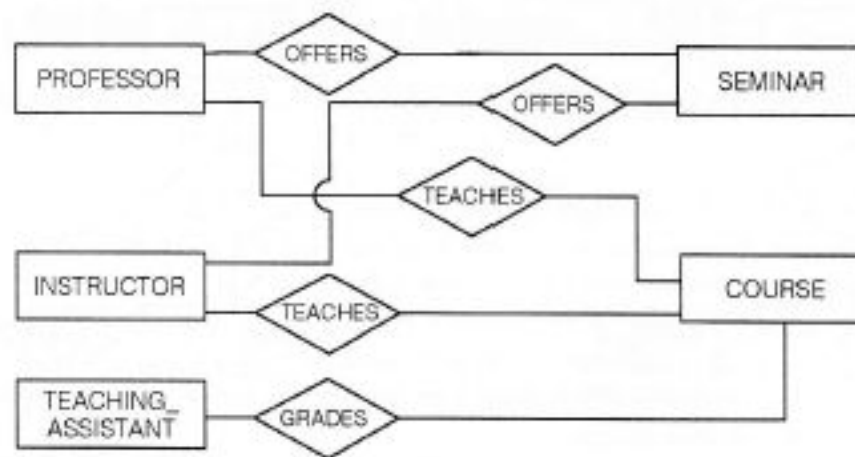 OFFERS
PROFESSOR
SEMINAR
OFFERS
TEACHES
INSTRUCTOR
COURSE
TEACHES
TEACHING_
ASSISTANT
GRADES